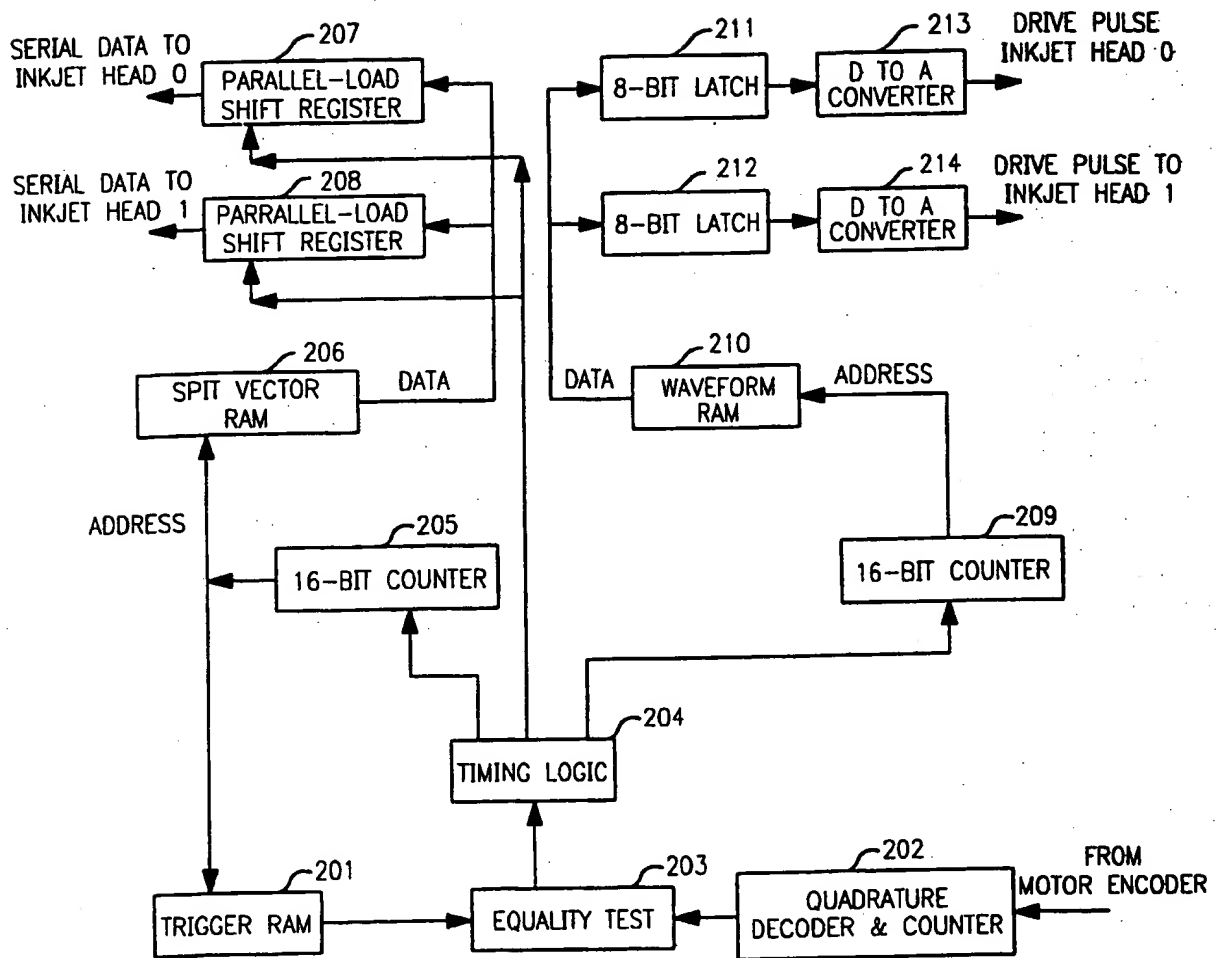 SERIAL DATA TO
INKJET HEAD 0
207
PARALLEL-LOAD
SHIFT REGISTER
211
8-BIT LATCH
213
D TO A
CONVERTER
DRIVE PULSE
INKJET HEAD 0
SERIAL DATA TO
INKJET HEAD 1
208
PARRALLEL-LOAD
SHIFT REGISTER
212
8-BIT LATCH
214
D TO A
CONVERTER
DRIVE PULSE TO
INKJET HEAD 1
206
SPIT VECTOR
RAM
DATA
DATA
210
WAVEFORM
RAM
ADDRESS
ADDRESS
205
16-BIT COUNTER
209
16-BIT COUNTER
204
TIMING LOGIC
201
TRIGGER RAM
203
EQUALITY TEST
202
QUADRATURE
DECODER & COUNTER
FROM
MOTOR ENCODER